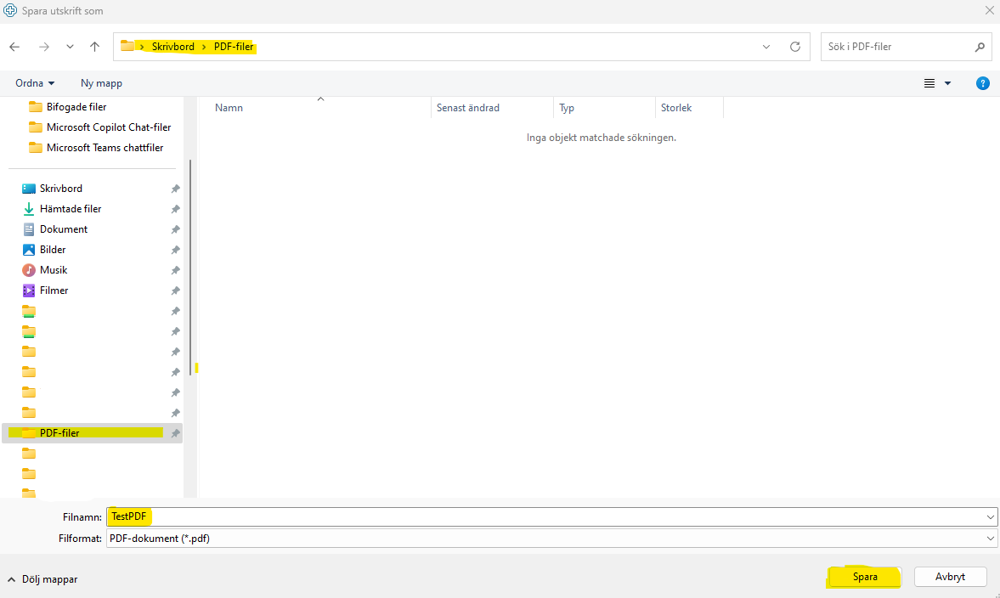 Spara utskrift som
Skrivbord PDF-filer
Sök i PDF-filer
Ordna Ny mapp
Bifogade filer
Microsoft Copilot Chat-filer
Microsoft Teams chattfiler
Skrivbord
Hämtade filer
Dokument
Bilder
Musik
Filmer
PDF-filer
Namn Senast ändrad Typ Storlek
Inga objekt matchade sökningen.
Filnamn: TestPDF
Filformat: PDF-dokument (*.pdf)
Dölj mappar
Spara Avbryt